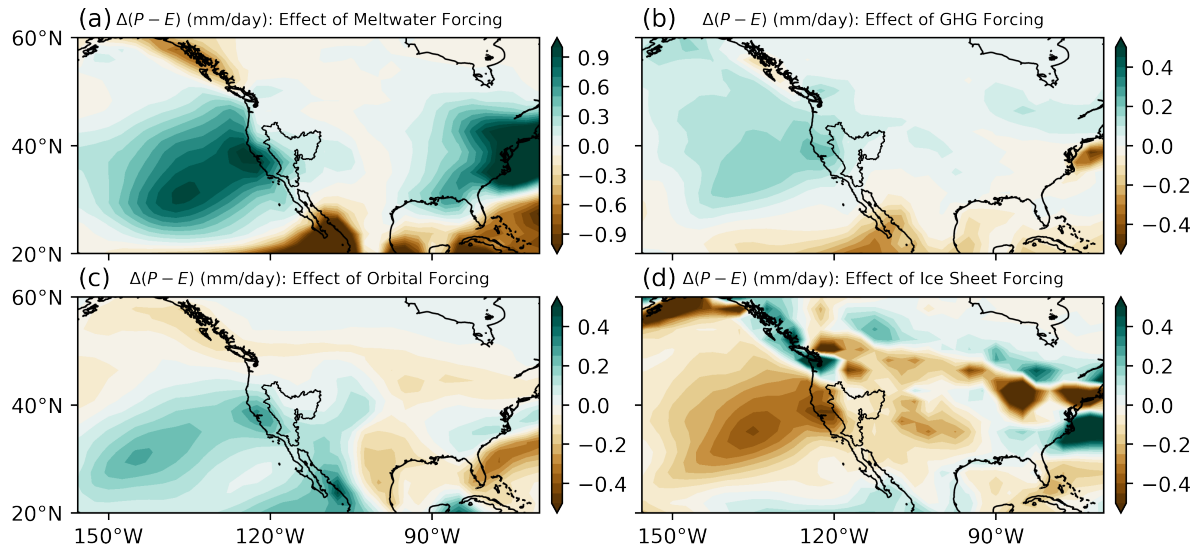 (a) Δ(P − E) (mm/day): Effect of Meltwater Forcing
(b) Δ(P − E) (mm/day): Effect of GHG Forcing
60°N
40°N
20°N
0.9
0.6
0.3
0.0
−0.3
−0.6
−0.9
0.4
0.2
0.0
−0.2
−0.4
(c) Δ(P − E) (mm/day): Effect of Orbital Forcing
(d) Δ(P − E) (mm/day): Effect of Ice Sheet Forcing
60°N
40°N
20°N
0.4
0.2
0.0
−0.2
−0.4
0.4
0.2
0.0
−0.2
−0.4
150°W 120°W 90°W
150°W 120°W 90°W